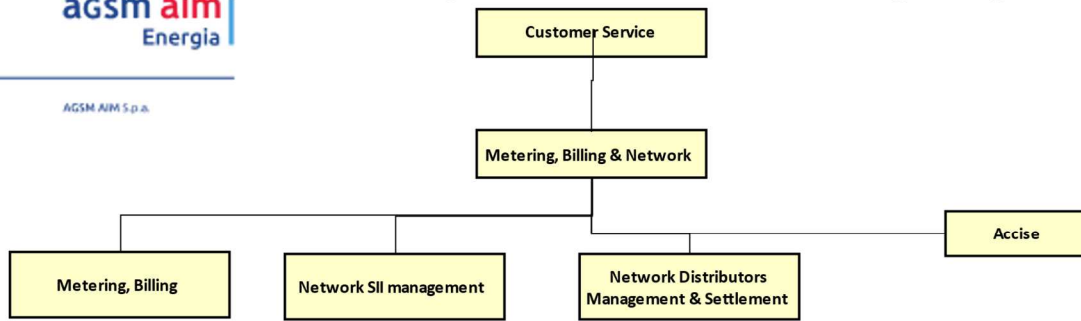 agsm aim
Energia
AGSM AIM S.p.a.
Customer Service
Metering, Billing & Network
Accise
Metering, Billing
Network SII management
Network Distributors
Management & Settlement